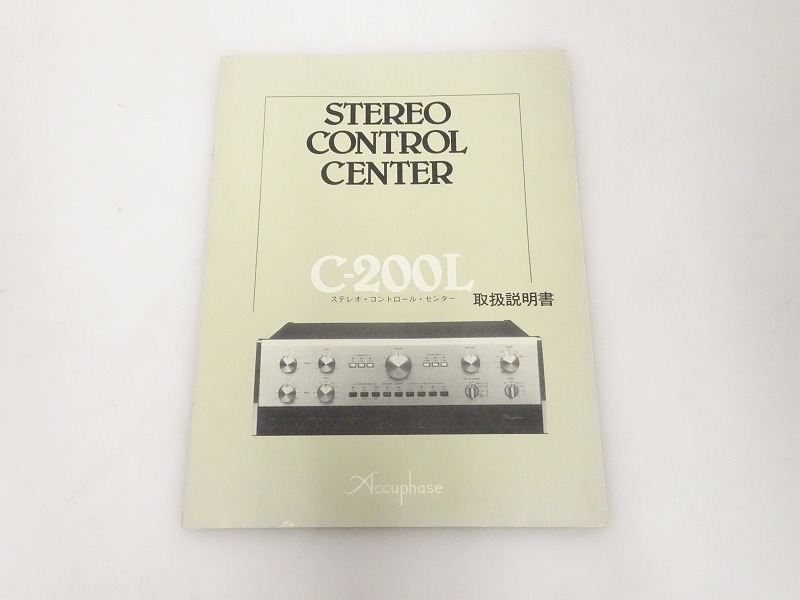 STEREO
CONTROL
CENTER
C-200L
ステレオ・コントロール・センター
取扱説明書
Accuphase